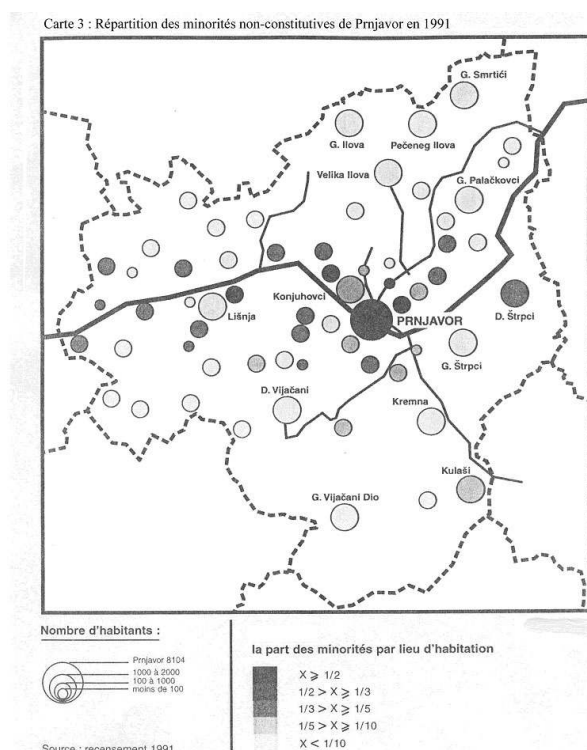 Carte 3 : Répartition des minorités non-constitutives de Prnjavor en 1991
G. Smrtići
G. Ilova
Pečeneg Ilova
Velika Ilova
G. Palačkovci
Konjuhovci
Lišnja
PRNJAVOR
D. Štrpci
G. Štrpci
D. Vijačani
Kremna
Kulaši
G. Vijačani Dio
Nombre d'habitants :
Prnjavor 8104
1000 à 2000
100 à 1000
moins de 100
la part des minorités par lieu d'habitation
X ⩾ 1/2
1/2 > X ⩾ 1/3
1/3 > X ⩾ 1/5
1/5 > X ⩾ 1/10
X < 1/10
Source : recensement 1991